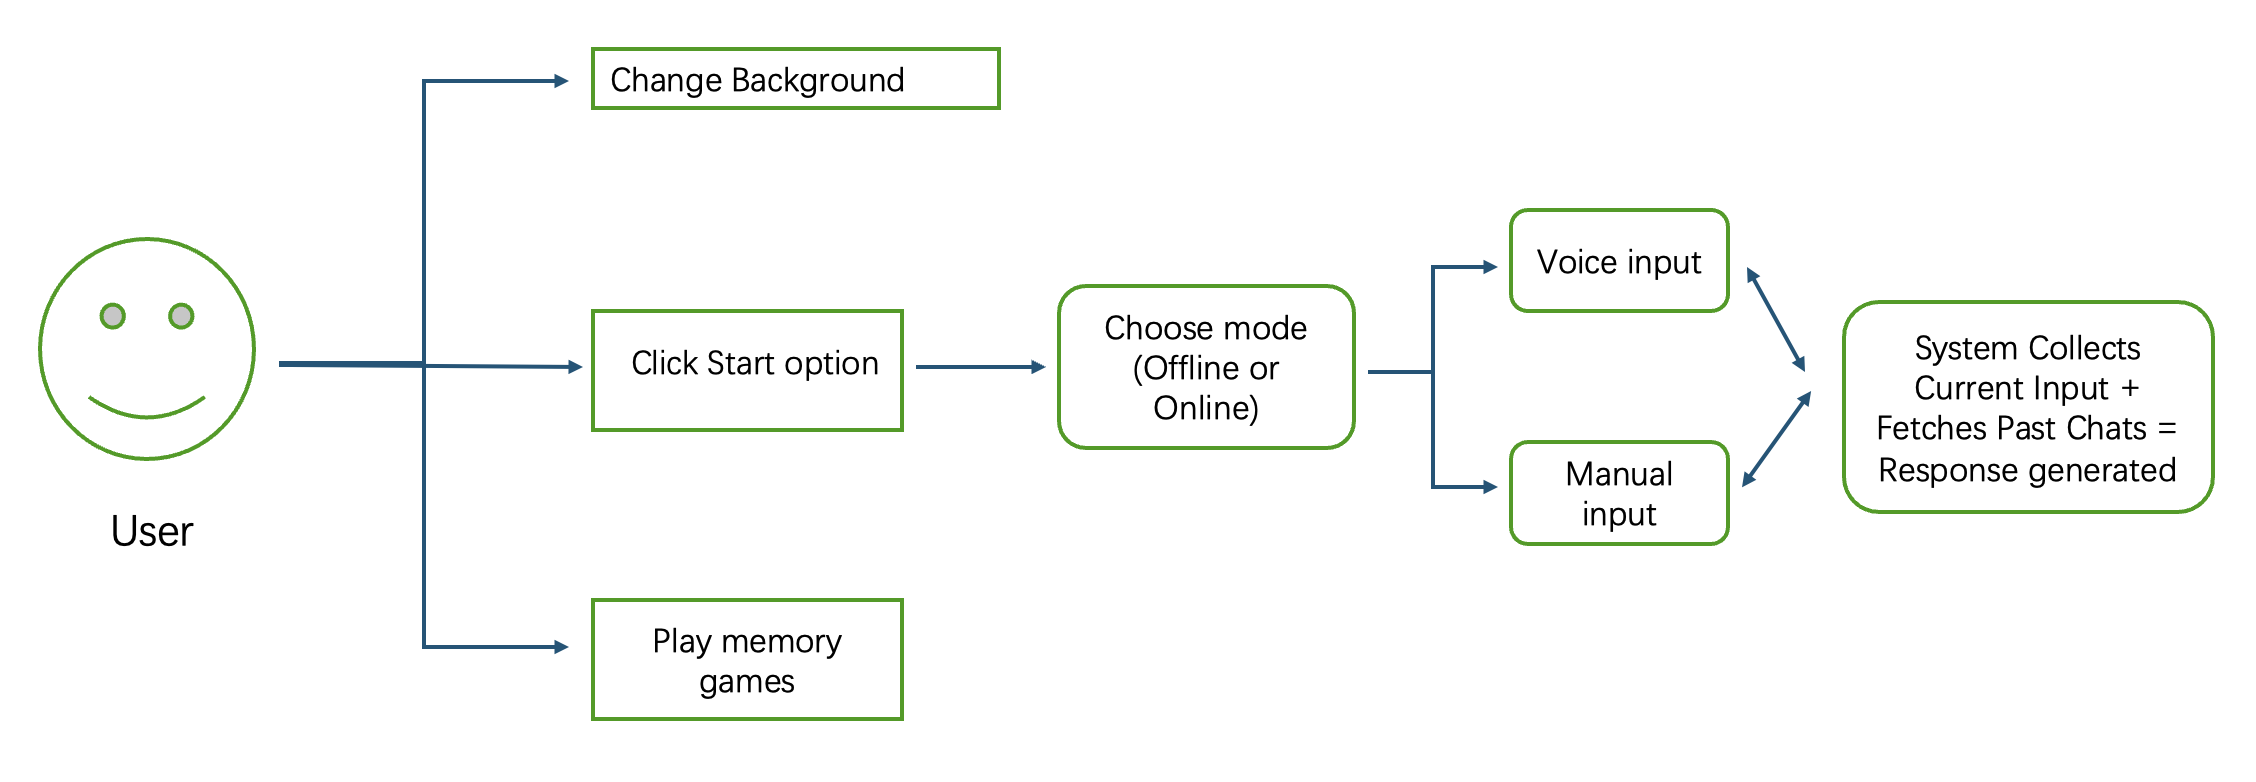 Change Background
User
Click Start option
Play memory
games
Choose mode
(Offline or
Online)
Voice input
Manual
input
System Collects
Current Input +
Fetches Past Chats =
Response generated